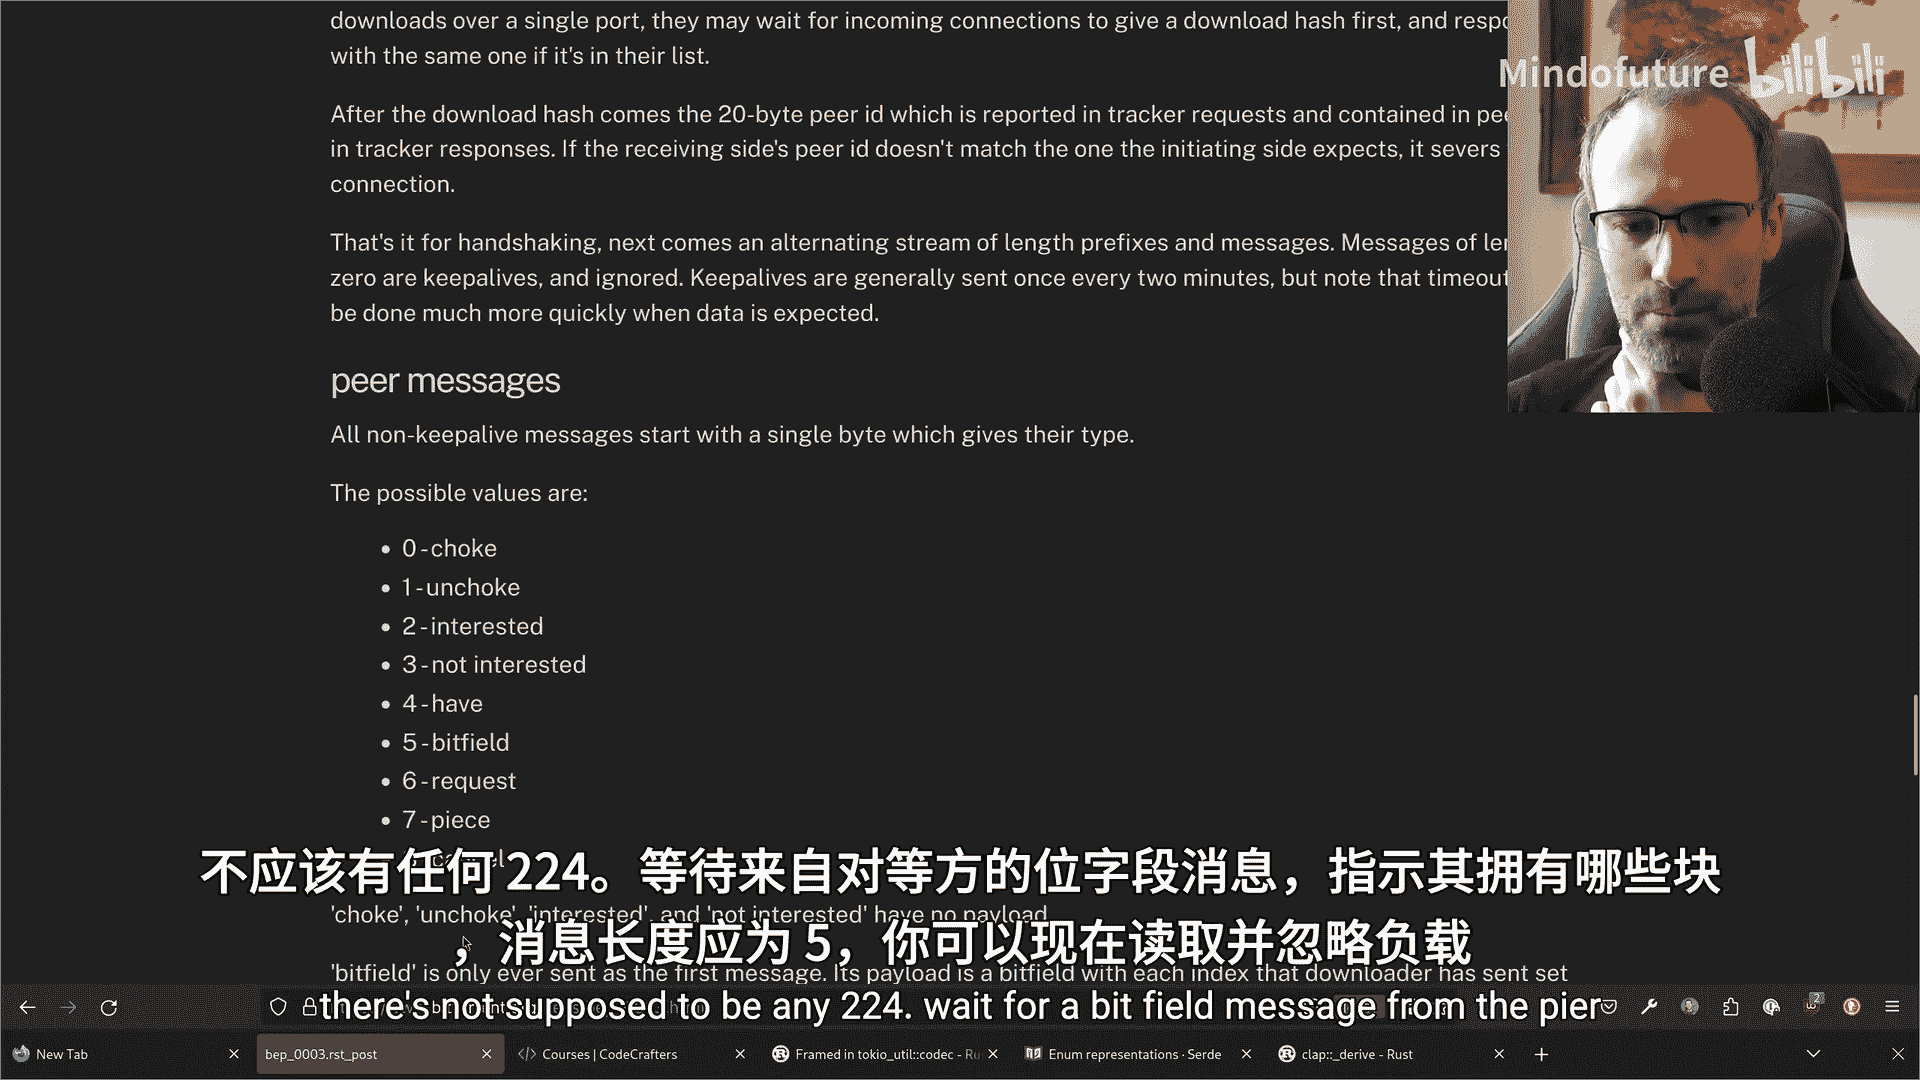 downloads over a single port, they may wait for incoming connections to give a download hash first, and respo
with the same one if it's in their list.
Mindofuture bilibili
After the download hash comes the 20-byte peer id which is reported in tracker requests and contained in pee
in tracker responses. If the receiving side's peer id doesn't match the one the initiating side expects, it severs
connection.
That's it for handshaking, next comes an alternating stream of length prefixes and messages. Messages of len
zero are keepalives, and ignored. Keepalives are generally sent once every two minutes, but note that timeout
be done much more quickly when data is expected.
peer messages
All non-keepalive messages start with a single byte which gives their type.
The possible values are:
• 0 - choke
• 1 - unchoke
• 2 - interested
• 3 - not interested
• 4 - have
• 5 - bitfield
• 6 - request
• 7 - piece
不应该有任何 224。等待来自对等方的位字段消息，指示其拥有哪些块
'choke', 'unchoke', 'interested', and 'not interested' have no payload.
，消息长度应为 5，你可以现在读取并忽略负载
'bitfield' is only ever sent as the first message. Its payload is a bitfield with each index that downloader has sent set
there's not supposed to be any 224. wait for a bit field message from the pier
2
New Tab
bep_0003.rst_post
Courses | CodeCrafters
Framed in tokio_util::codec - Ru
Enum representations · Serde
clap::_derive - Rust